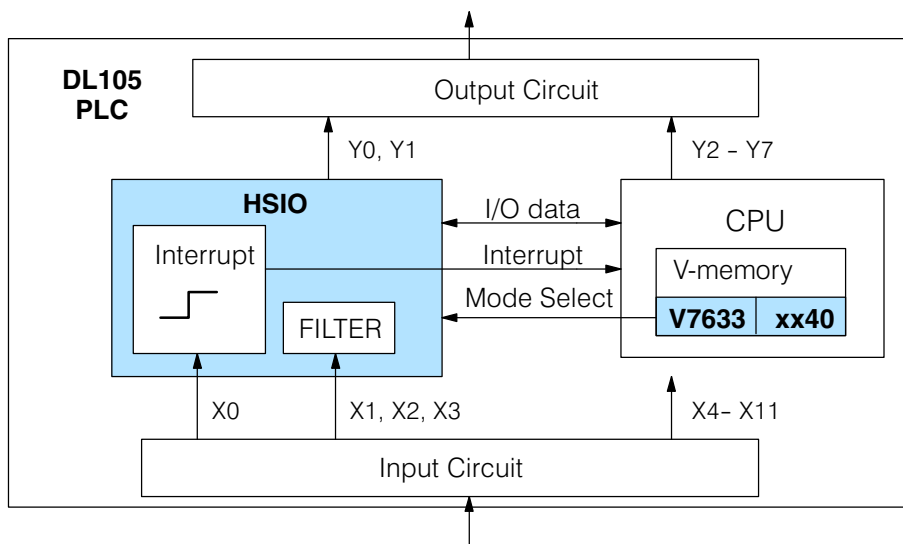 DL105
PLC
Output Circuit
Y0, Y1
Y2 – Y7
HSIO
I/O data
CPU
Interrupt
Interrupt
V-memory
Mode Select
V7633
xx40
FILTER
X0
X1, X2, X3
X4– X11
Input Circuit